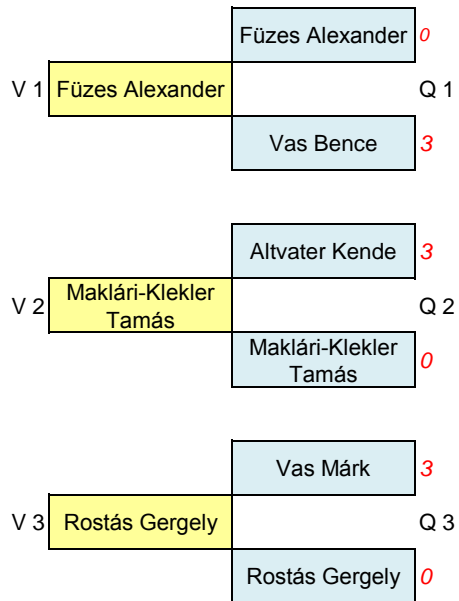 Füzes Alexander 0
V 1 Füzes Alexander Q 1
Vas Bence 3
Altvater Kende 3
V 2 Maklári-Klekler Tamás Q 2
Maklári-Klekler Tamás 0
Vas Márk 3
V 3 Rostás Gergely Q 3
Rostás Gergely 0